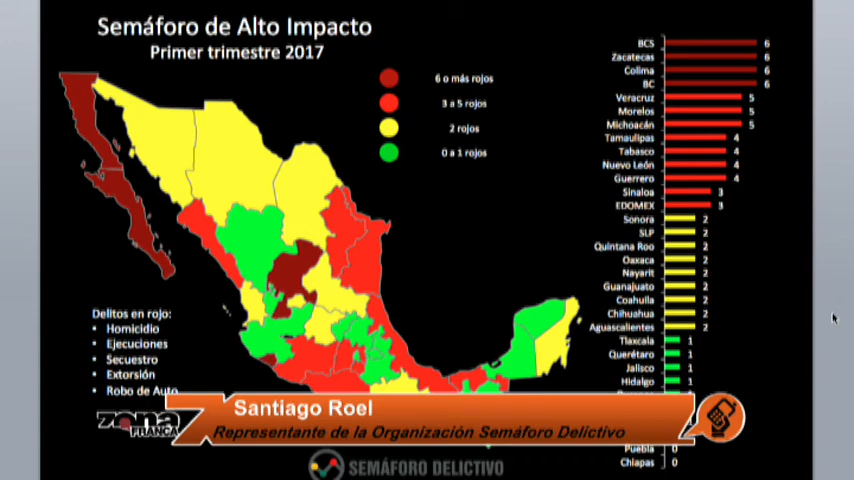 Semáforo de Alto Impacto
Primer trimestre 2017
6 o más rojos
3 a 5 rojos
2 rojos
0 a 1 rojos
BCS 6
Zacatecas 6
Colima 6
BC 6
Veracruz 5
Morelos 5
Michoacán 5
Tamaulipas 4
Tabasco 4
Nuevo León 4
Guerrero 4
Sinaloa 3
EDOMEX 3
Sonora 2
SLP 2
Quintana Roo 2
Oaxaca 2
Nayarit 2
Guanajuato 2
Coahuila 2
Chihuahua 2
Aguascalientes 2
Tlaxcala 1
Querétaro 1
Jalisco 1
Hidalgo 1
Puebla 0
Chiapas 0
Delitos en rojo:
• Homicidio
• Ejecuciones
• Secuestro
• Extorsión
• Robo de Auto
zona
FRANCA
Santiago Roel
Representante de la Organización Semáforo Delictivo
SEMÁFORO DELICTIVO